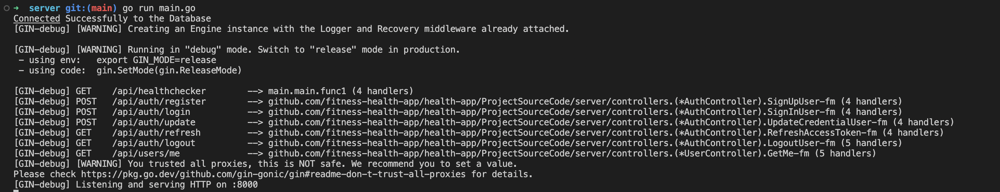 → server git:(main) go run main.go
Connected Successfully to the Database
[GIN-debug] [WARNING] Creating an Engine instance with the Logger and Recovery middleware already attached.
[GIN-debug] [WARNING] Running in "debug" mode. Switch to "release" mode in production.
- using env:   export GIN_MODE=release
- using code:  gin.SetMode(gin.ReleaseMode)
[GIN-debug] GET    /api/healthchecker        --> main.main.func1 (4 handlers)
[GIN-debug] POST   /api/auth/register        --> github.com/fitness-health-app/health-app/ProjectSourceCode/server/controllers.(*AuthController).SignUpUser-fm (4 handlers)
[GIN-debug] POST   /api/auth/login           --> github.com/fitness-health-app/health-app/ProjectSourceCode/server/controllers.(*AuthController).SignInUser-fm (4 handlers)
[GIN-debug] POST   /api/auth/update          --> github.com/fitness-health-app/health-app/ProjectSourceCode/server/controllers.(*AuthController).UpdateCredentialUser-fm (4 handlers)
[GIN-debug] GET    /api/auth/refresh         --> github.com/fitness-health-app/health-app/ProjectSourceCode/server/controllers.(*AuthController).RefreshAccessToken-fm (4 handlers)
[GIN-debug] GET    /api/auth/logout          --> github.com/fitness-health-app/health-app/ProjectSourceCode/server/controllers.(*AuthController).LogoutUser-fm (5 handlers)
[GIN-debug] GET    /api/users/me             --> github.com/fitness-health-app/health-app/ProjectSourceCode/server/controllers.(*UserController).GetMe-fm (5 handlers)
[GIN-debug] [WARNING] You trusted all proxies, this is NOT safe. We recommend you to set a value.
Please check https://pkg.go.dev/github.com/gin-gonic/gin#readme-don-t-trust-all-proxies for details.
[GIN-debug] Listening and serving HTTP on :8000